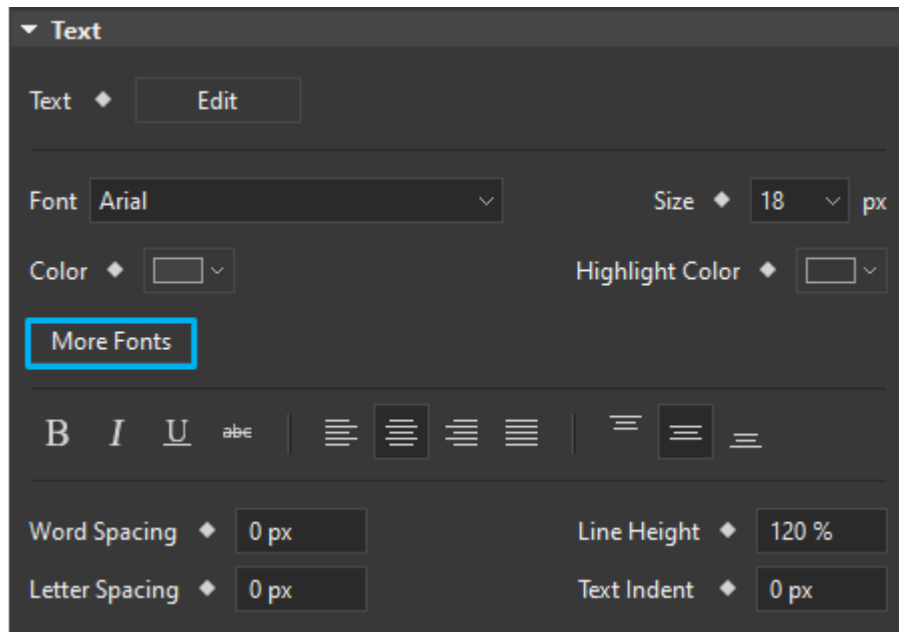 Text
Text Edit
Font Arial Size 18 px
Color Highlight Color
More Fonts
B I U abc
Word Spacing 0 px Line Height 120 %
Letter Spacing 0 px Text Indent 0 px